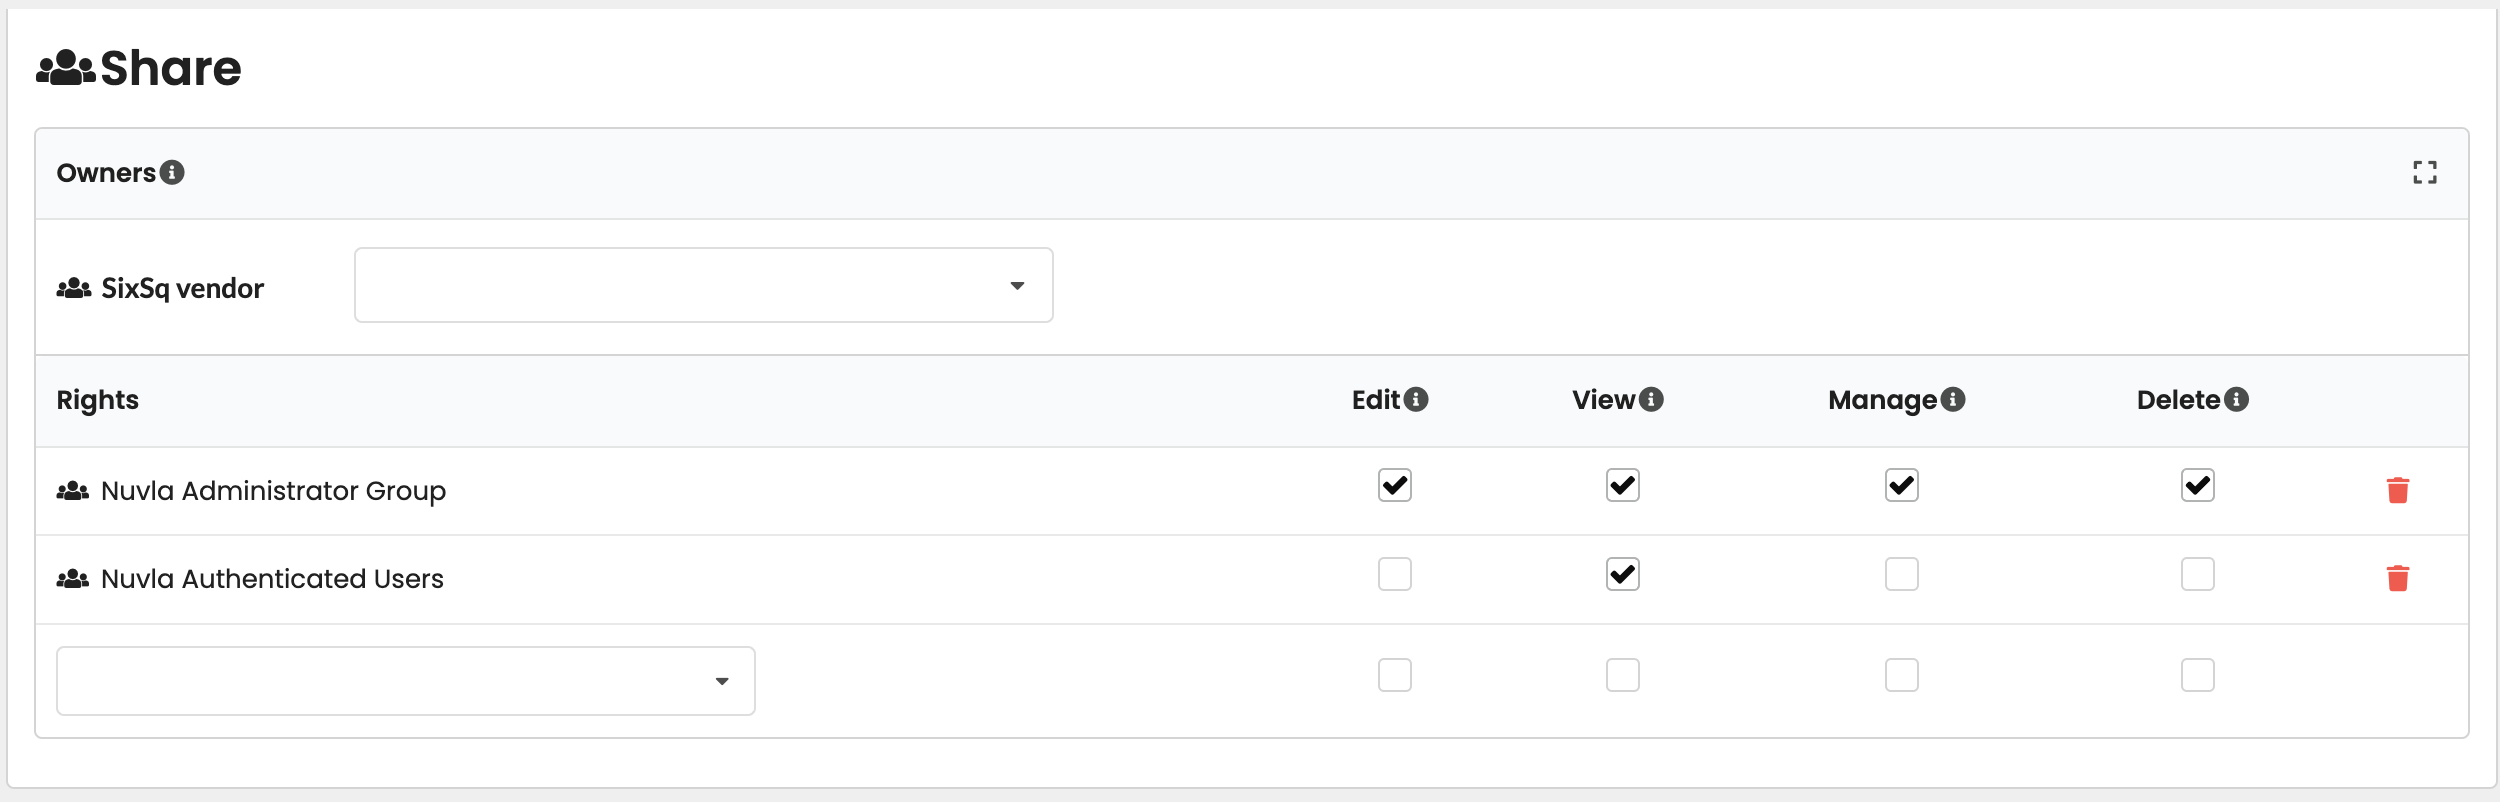 Share
Owners
SixSq vendor
Rights Edit View Manage Delete
Nuvla Administrator Group
Nuvla Authenticated Users